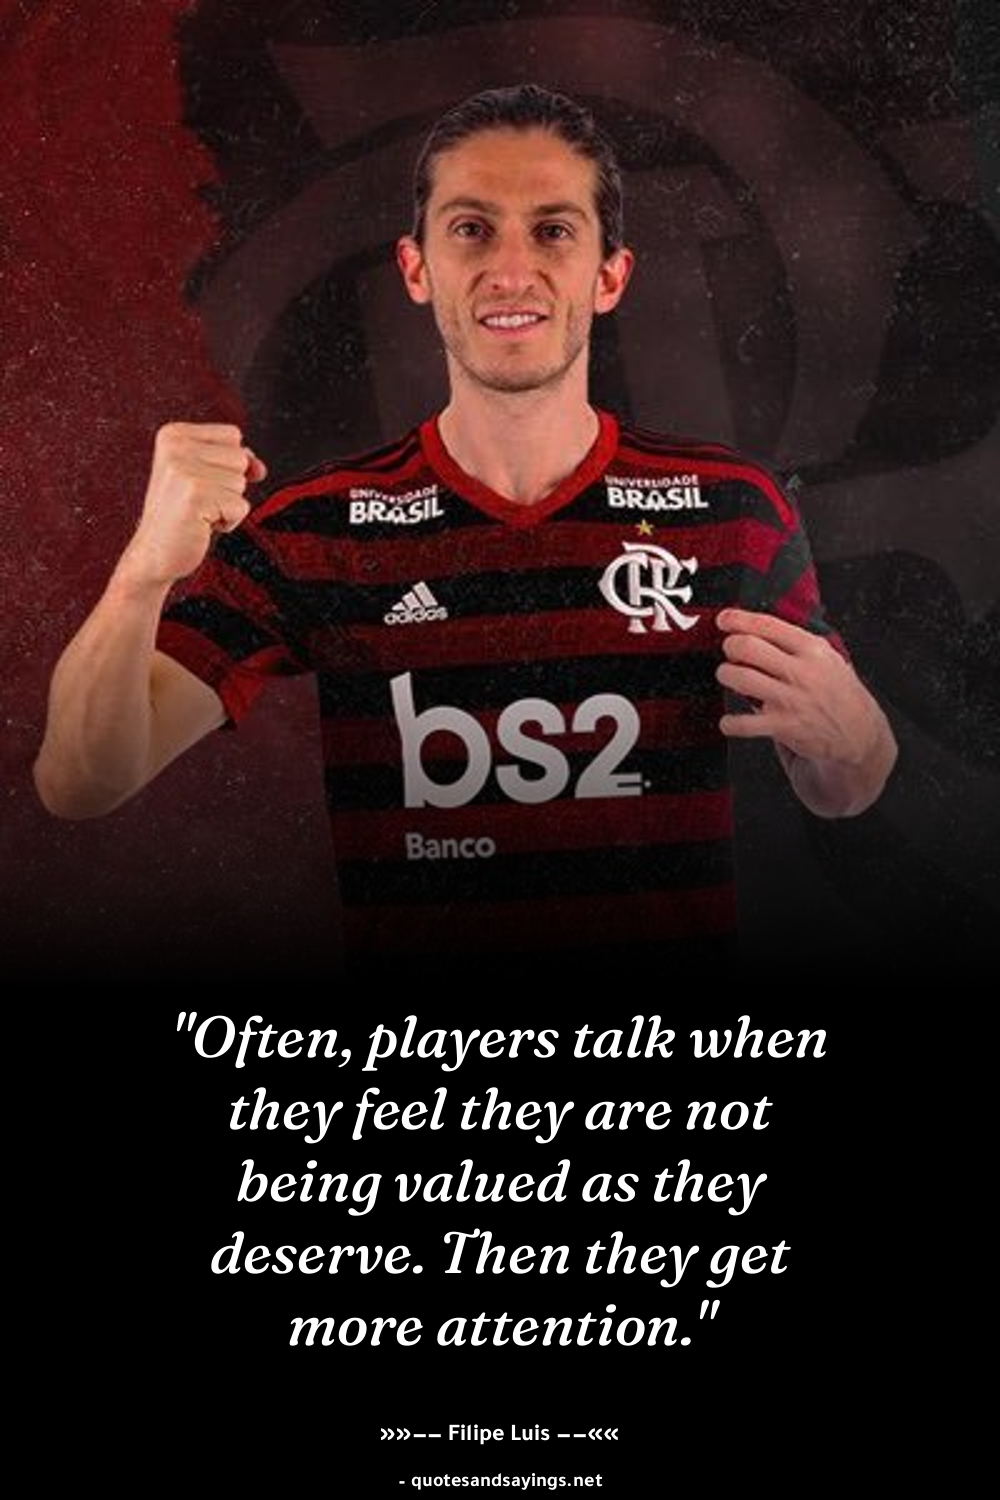 UNIVERSIDADE
BRASIL
UNIVERSIDADE
BRASIL
adidas
CRF
bs2.
Banco
"Often, players talk when
they feel they are not
being valued as they
deserve. Then they get
more attention."
»»–– Filipe Luis ––««
- quotesandsayings.net